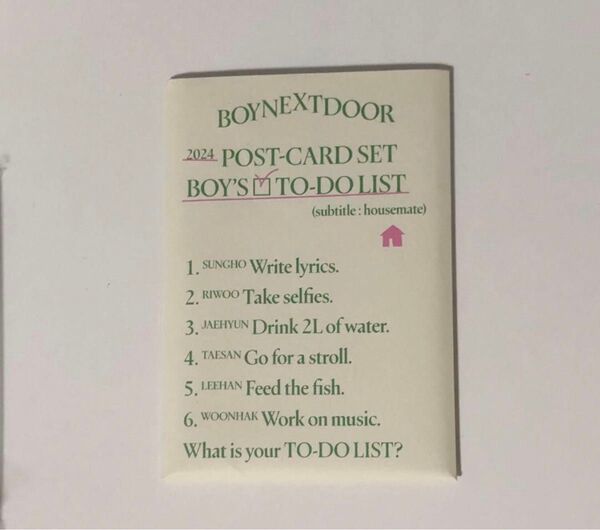 BOYNEXTDOOR
2024 POST-CARD SET
BOY'S TO-DO LIST
(subtitle : housemate)
1. SUNGHO Write lyrics.
2. RIWOO Take selfies.
3. JAEHYUN Drink 2L of water.
4. TAESAN Go for a stroll.
5. LEEHAN Feed the fish.
6. WOONHAK Work on music.
What is your TO-DO LIST?